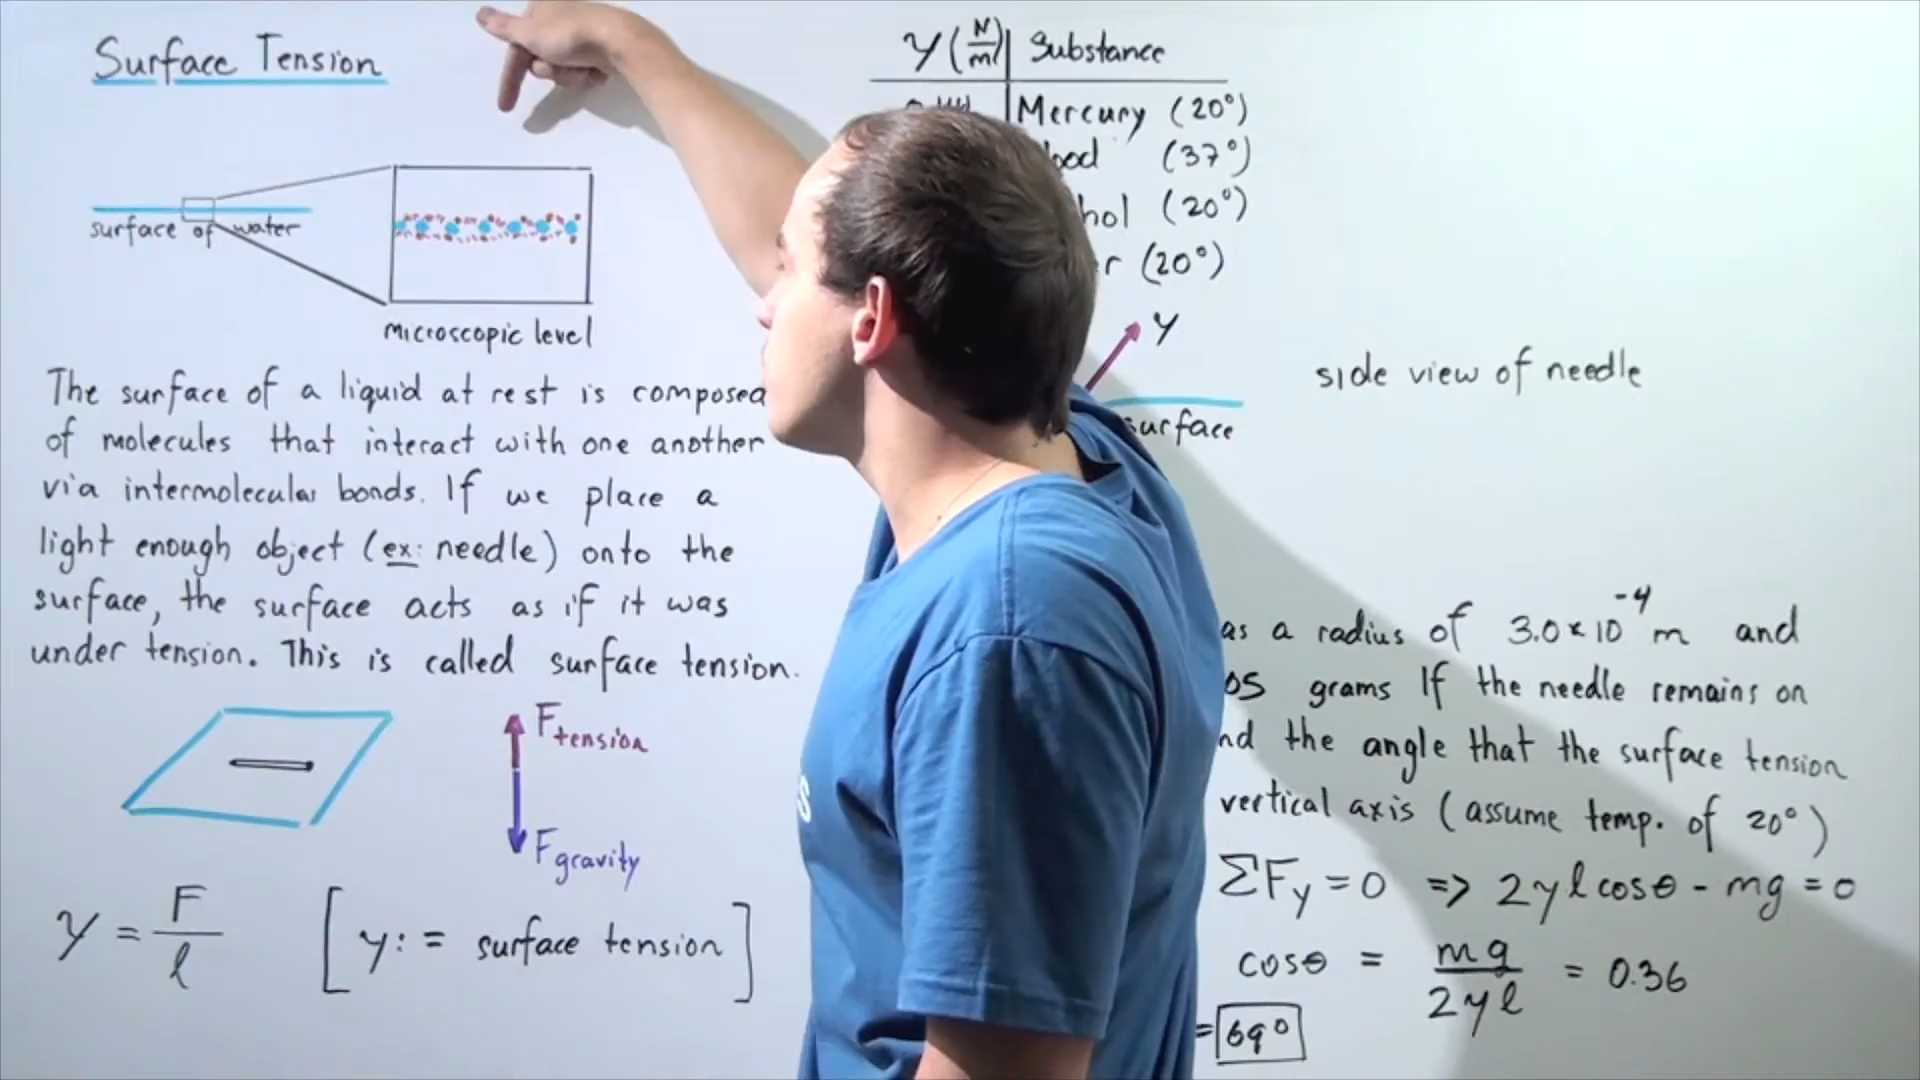 Surface Tension
surface of water
microscopic level
The surface of a liquid at rest is composed
of molecules that interact with one another
via intermolecular bonds. If we place a
light enough object (ex: needle) onto the
surface, the surface acts as if it was
under tension. This is called surface tension.
F tension
F gravity
γ = F/l [γ: = surface tension]
γ (N/m) | Substance
Mercury (20°)
(37°)
(20°)
(20°)
γ
surface
side view of needle
as a radius of 3.0 × 10⁻⁴ m and
05 grams If the needle remains on
the angle that the surface tension
vertical axis (assume temp. of 20°)
ΣFy = 0 => 2γlcosθ - mg = 0
cosθ = mg/2γl = 0.36
= 69°